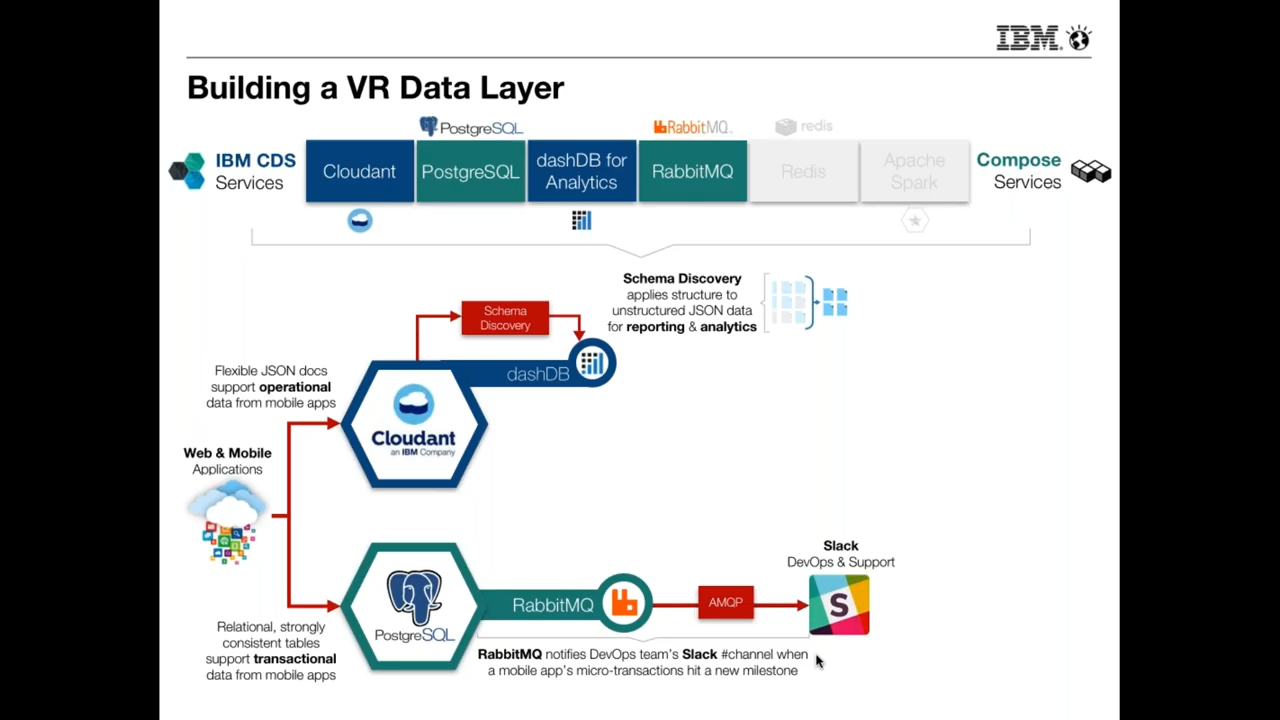 IBM
Building a VR Data Layer
PostgreSQL
RabbitMQ
redis
IBM CDS
Services
Cloudant
PostgreSQL
dashDB for
Analytics
RabbitMQ
Redis
Apache
Spark
Compose
Services
Schema Discovery
applies structure to
unstructured JSON data
for reporting & analytics
Schema
Discovery
dashDB
Flexible JSON docs
support operational
data from mobile apps
Cloudant
an IBM Company
Web & Mobile
Applications
Slack
DevOps & Support
PostgreSQL
RabbitMQ
AMQP
S
Relational, strongly
consistent tables
support transactional
data from mobile apps
RabbitMQ notifies DevOps team's Slack #channel when
a mobile app's micro-transactions hit a new milestone